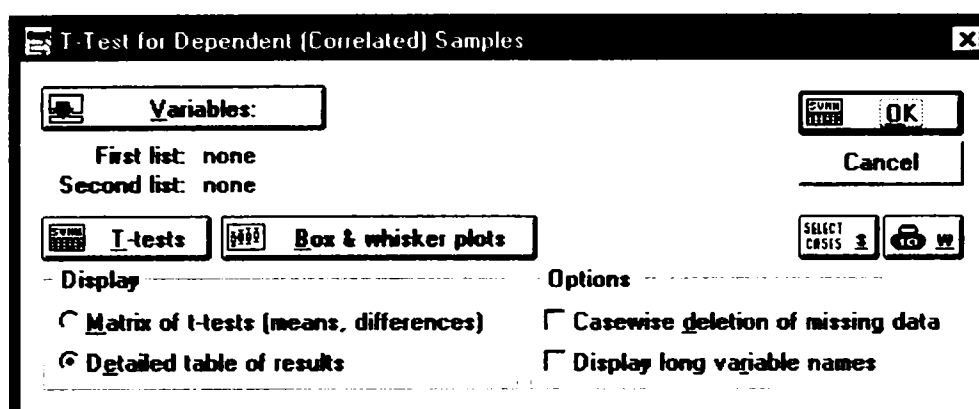 T-Test for Dependent (Correlated) Samples
Variables:
OK
First list: none
Cancel
Second list: none
T-tests
Box & whisker plots
SELECT CASES S
W
Display
Options
Matrix of t-tests (means, differences)
Casewise deletion of missing data
Detailed table of results
Display long variable names